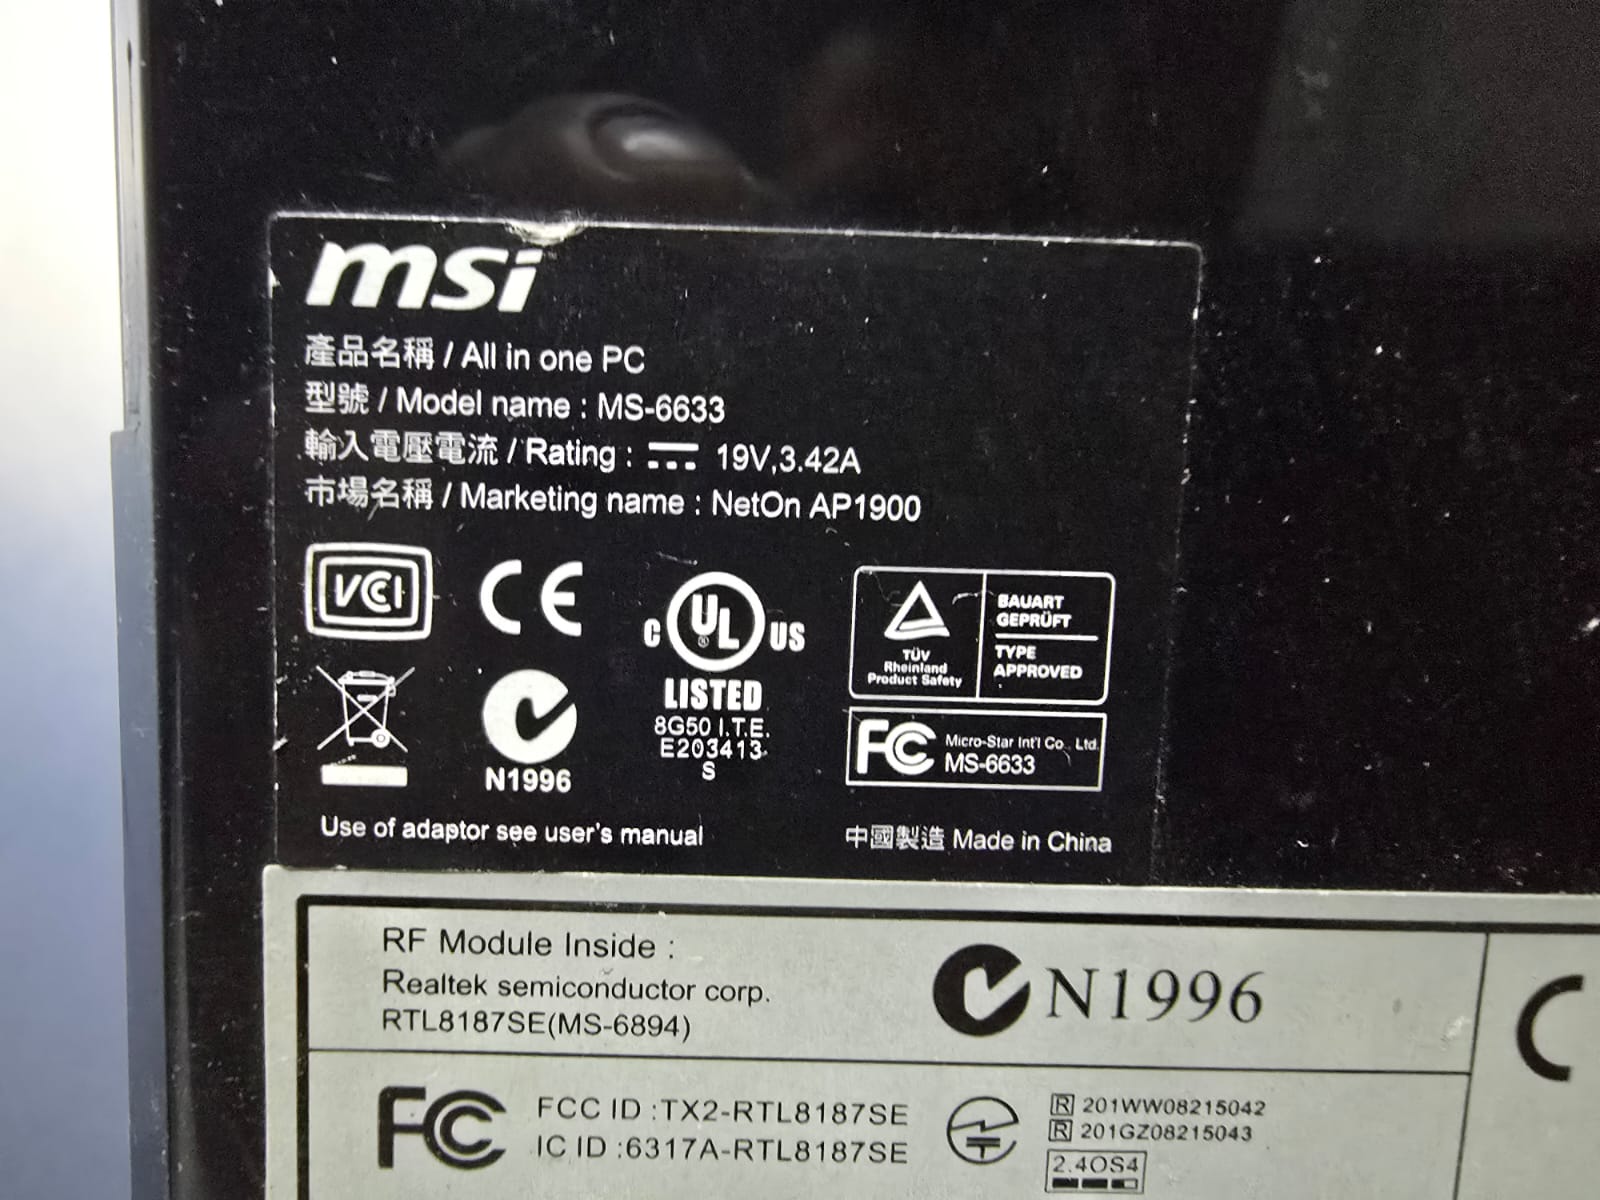 msi
產品名稱 / All in one PC
型號 / Model name : MS-6633
輸入電壓電流 / Rating : 19V,3.42A
市場名稱 / Marketing name : NetOn AP1900
VCCI
CE
C UL ® US
LISTED
8G50 I.T.E.
E203413-
S
TÜV
Rheinland
Product Safety
BAUART
GEPRÜFT
TYPE
APPROVED
N1996
FC Micro-Star Int'l Co., Ltd.
MS-6633
Use of adaptor see user's manual
中國製造 Made in China
RF Module Inside :
Realtek semiconductor corp.
RTL8187SE(MS-6894)
N1996
C
FC FCC ID :TX2-RTL8187SE
IC ID :6317A-RTL8187SE
R 201WW08215042
R 201GZ08215043
2.4OS4